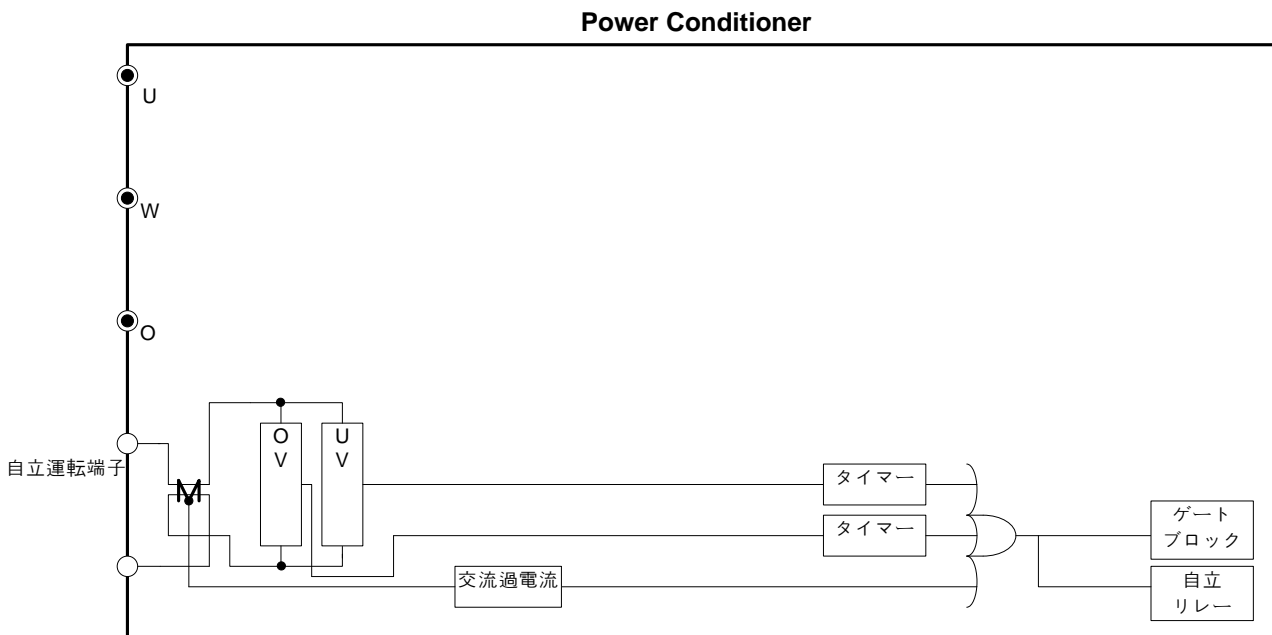 Power Conditioner
U
W
O
自立運転端子
O
V
U
V
M
タイマー
タイマー
交流過電流
ゲート
ブロック
自立
リレー